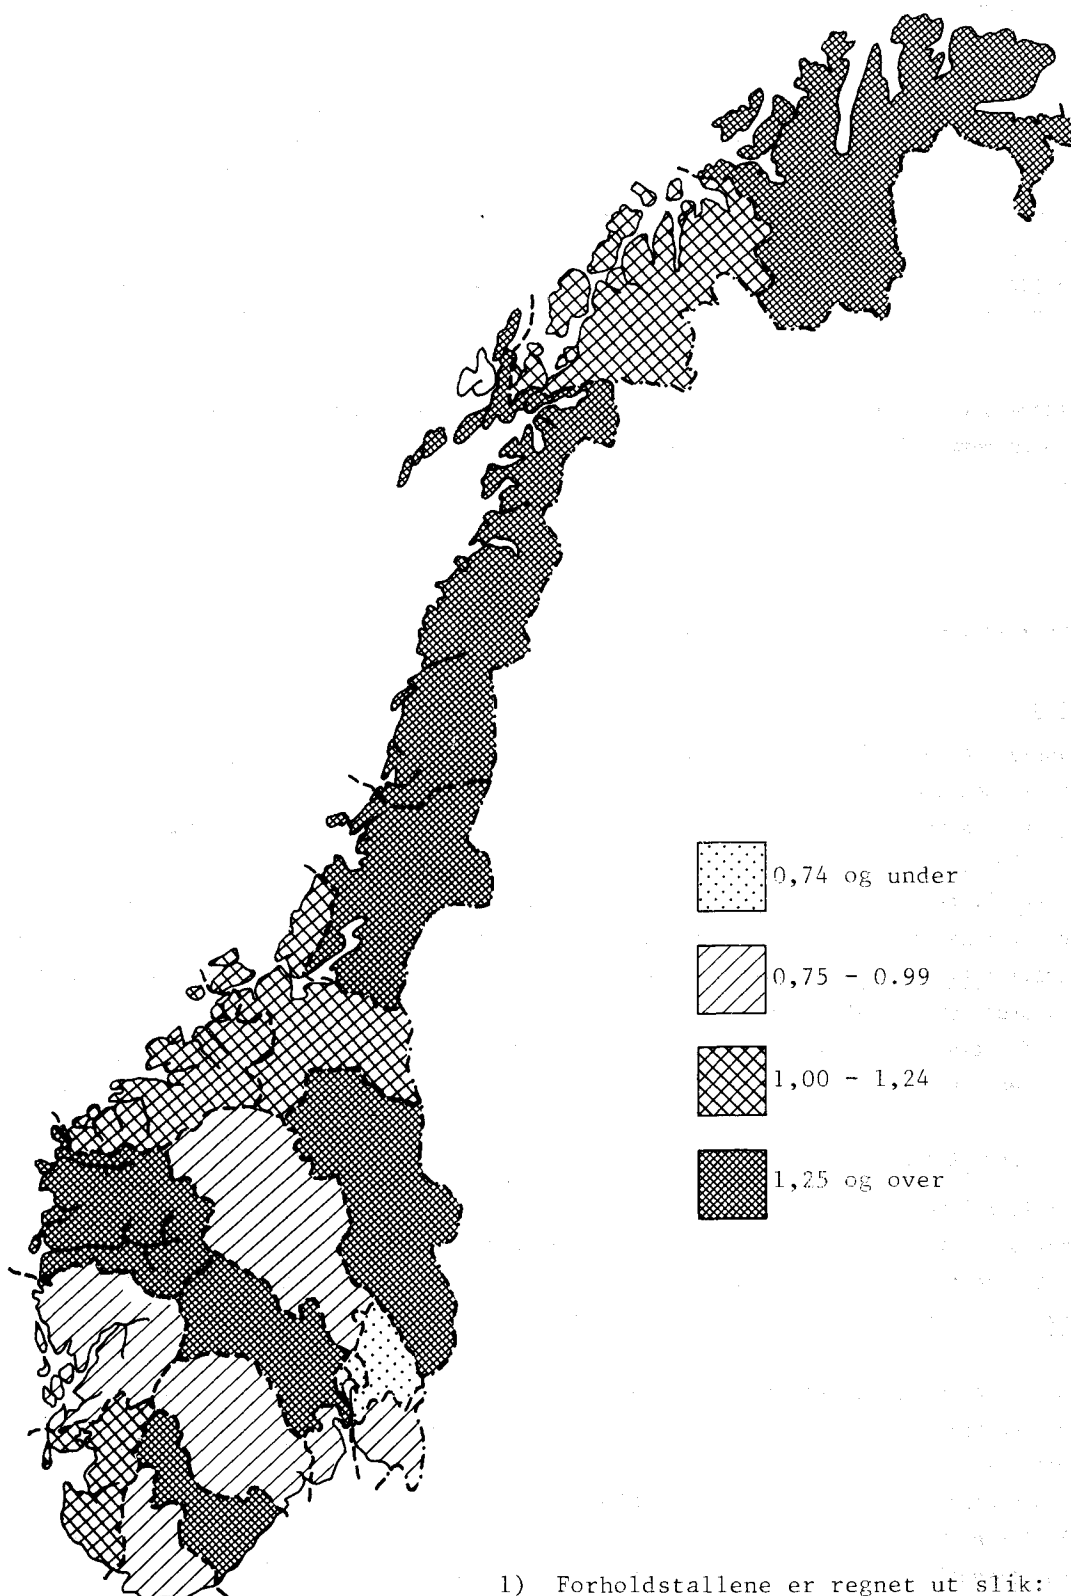 0,74 og under
0,75 - 0.99
1,00 - 1,24
1,25 og over
1) Forholdstallene er regnet ut slik: